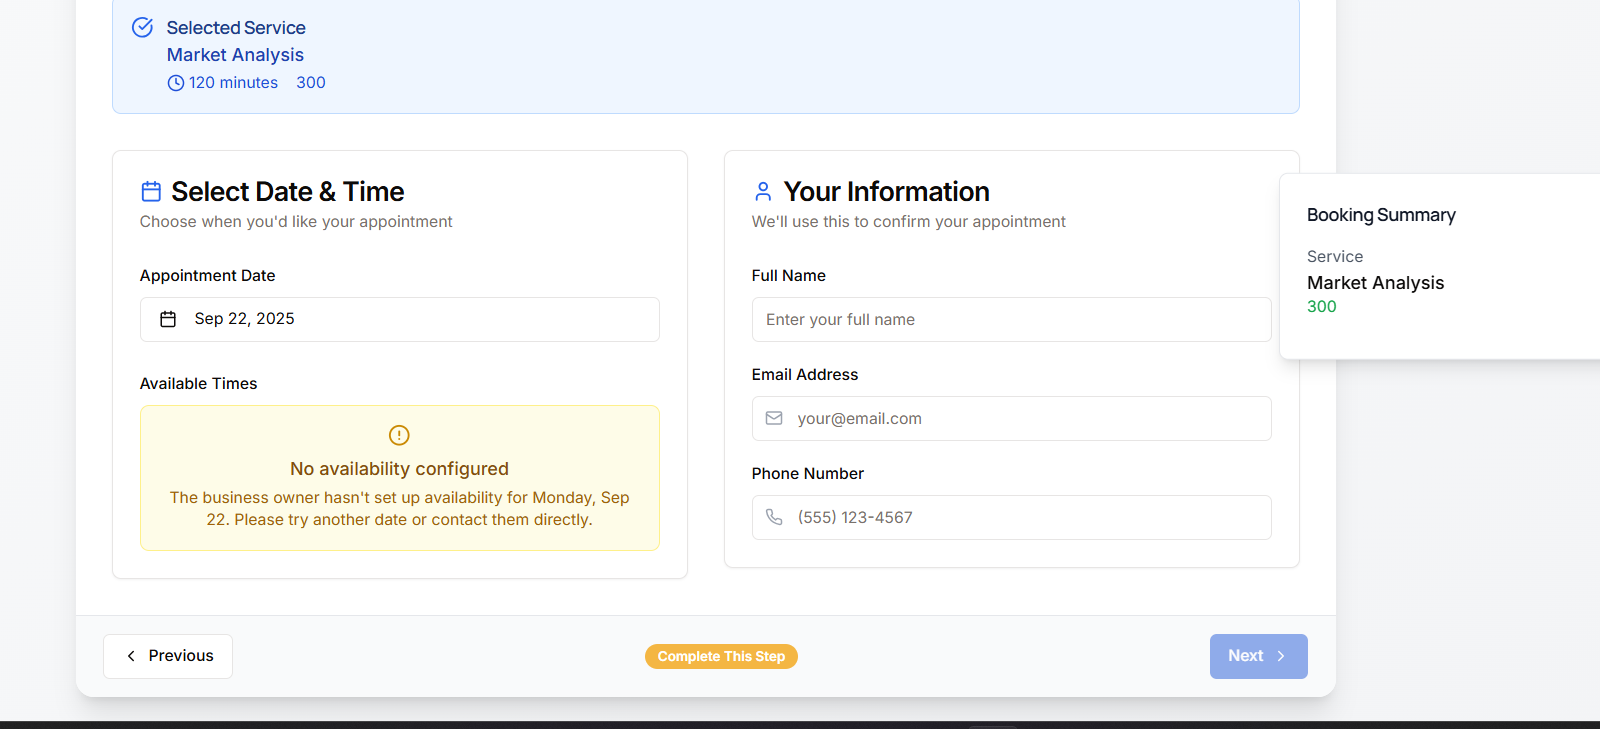 Selected Service
Market Analysis
120 minutes 300
Select Date & Time
Choose when you'd like your appointment
Appointment Date
Sep 22, 2025
Available Times
No availability configured
The business owner hasn't set up availability for Monday, Sep
22. Please try another date or contact them directly.
Your Information
We'll use this to confirm your appointment
Full Name
Enter your full name
Email Address
your@email.com
Phone Number
(555) 123-4567
Booking Summary
Service
Market Analysis
300
Previous
Complete This Step
Next